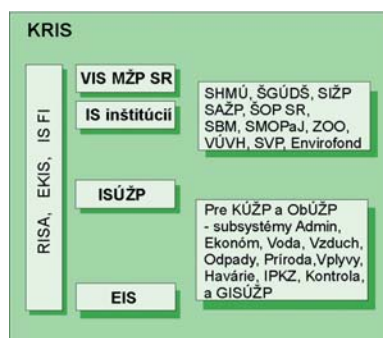 KRIS
RISA, EKIS, IS FI
VIS MŽP SR
IS inštitúcií
ISÚŽP
EIS
SHMÚ, ŠGÚDŠ, SIŽP
SAŽP, ŠOP SR,
SBM, SMOPaJ, ZOO,
VÚVH, SVP, Envirofond
Pre KÚŽP a ObÚŽP
- subsystémy Admin,
Ekonóm, Voda, Vzduch,
Odpady, Príroda,Vplyvy,
Havárie, IPKZ, Kontrola,
a GISÚŽP